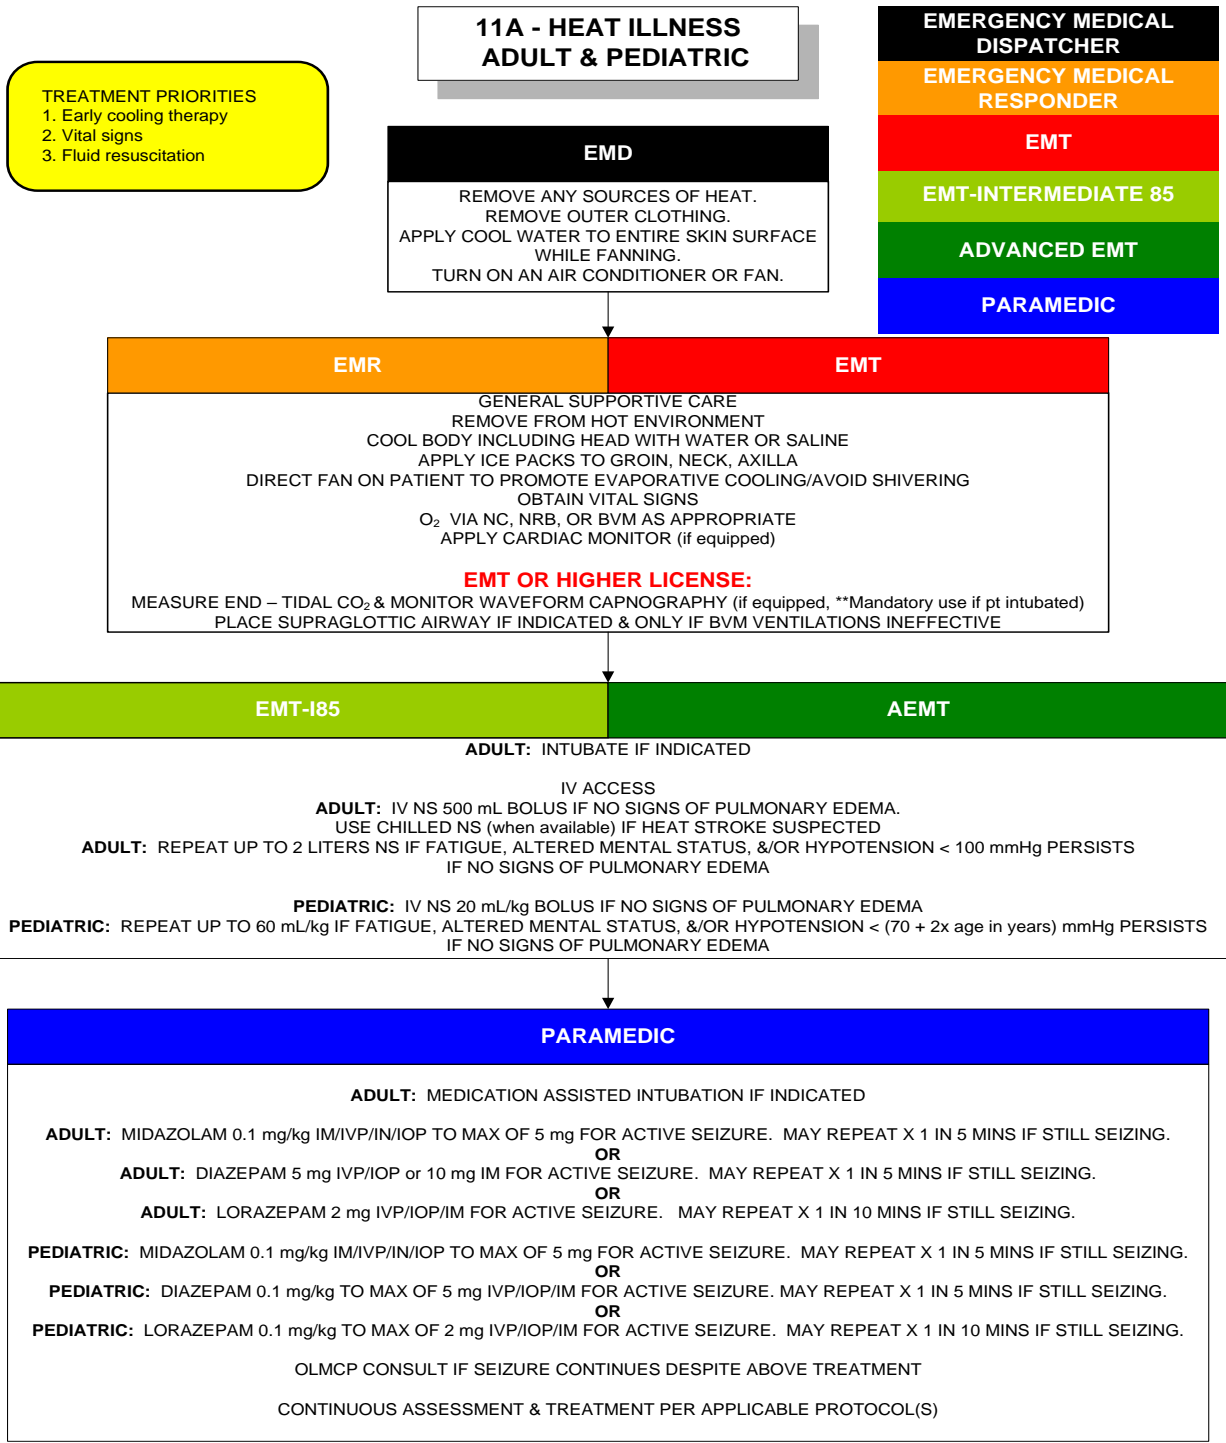 11A - HEAT ILLNESS
ADULT & PEDIATRIC
EMERGENCY MEDICAL
DISPATCHER
EMERGENCY MEDICAL
RESPONDER
EMT
EMT-INTERMEDIATE 85
ADVANCED EMT
PARAMEDIC
TREATMENT PRIORITIES
1. Early cooling therapy
2. Vital signs
3. Fluid resuscitation
EMD
REMOVE ANY SOURCES OF HEAT.
REMOVE OUTER CLOTHING.
APPLY COOL WATER TO ENTIRE SKIN SURFACE
WHILE FANNING.
TURN ON AN AIR CONDITIONER OR FAN.
EMR
EMT
GENERAL SUPPORTIVE CARE
REMOVE FROM HOT ENVIRONMENT
COOL BODY INCLUDING HEAD WITH WATER OR SALINE
APPLY ICE PACKS TO GROIN, NECK, AXILLA
DIRECT FAN ON PATIENT TO PROMOTE EVAPORATIVE COOLING/AVOID SHIVERING
OBTAIN VITAL SIGNS
O₂ VIA NC, NRB, OR BVM AS APPROPRIATE
APPLY CARDIAC MONITOR (if equipped)
EMT OR HIGHER LICENSE:
MEASURE END – TIDAL CO₂ & MONITOR WAVEFORM CAPNOGRAPHY (if equipped, **Mandatory use if pt intubated)
PLACE SUPRAGLOTTIC AIRWAY IF INDICATED & ONLY IF BVM VENTILATIONS INEFFECTIVE
EMT-I85
AEMT
ADULT: INTUBATE IF INDICATED
IV ACCESS
ADULT: IV NS 500 mL BOLUS IF NO SIGNS OF PULMONARY EDEMA.
USE CHILLED NS (when available) IF HEAT STROKE SUSPECTED
ADULT: REPEAT UP TO 2 LITERS NS IF FATIGUE, ALTERED MENTAL STATUS, &/OR HYPOTENSION < 100 mmHg PERSISTS
IF NO SIGNS OF PULMONARY EDEMA
PEDIATRIC: IV NS 20 mL/kg BOLUS IF NO SIGNS OF PULMONARY EDEMA
PEDIATRIC: REPEAT UP TO 60 mL/kg IF FATIGUE, ALTERED MENTAL STATUS, &/OR HYPOTENSION < (70 + 2x age in years) mmHg PERSISTS
IF NO SIGNS OF PULMONARY EDEMA
PARAMEDIC
ADULT: MEDICATION ASSISTED INTUBATION IF INDICATED
ADULT: MIDAZOLAM 0.1 mg/kg IM/IVP/IN/IOP TO MAX OF 5 mg FOR ACTIVE SEIZURE. MAY REPEAT X 1 IN 5 MINS IF STILL SEIZING.
OR
ADULT: DIAZEPAM 5 mg IVP/IOP or 10 mg IM FOR ACTIVE SEIZURE. MAY REPEAT X 1 IN 5 MINS IF STILL SEIZING.
OR
ADULT: LORAZEPAM 2 mg IVP/IOP/IM FOR ACTIVE SEIZURE. MAY REPEAT X 1 IN 10 MINS IF STILL SEIZING.
PEDIATRIC: MIDAZOLAM 0.1 mg/kg IM/IVP/IN/IOP TO MAX OF 5 mg FOR ACTIVE SEIZURE. MAY REPEAT X 1 IN 5 MINS IF STILL SEIZING.
OR
PEDIATRIC: DIAZEPAM 0.1 mg/kg TO MAX OF 5 mg IVP/IOP/IM FOR ACTIVE SEIZURE. MAY REPEAT X 1 IN 5 MINS IF STILL SEIZING.
OR
PEDIATRIC: LORAZEPAM 0.1 mg/kg TO MAX OF 2 mg IVP/IOP/IM FOR ACTIVE SEIZURE. MAY REPEAT X 1 IN 10 MINS IF STILL SEIZING.
OLMCP CONSULT IF SEIZURE CONTINUES DESPITE ABOVE TREATMENT
CONTINUOUS ASSESSMENT & TREATMENT PER APPLICABLE PROTOCOL(S)